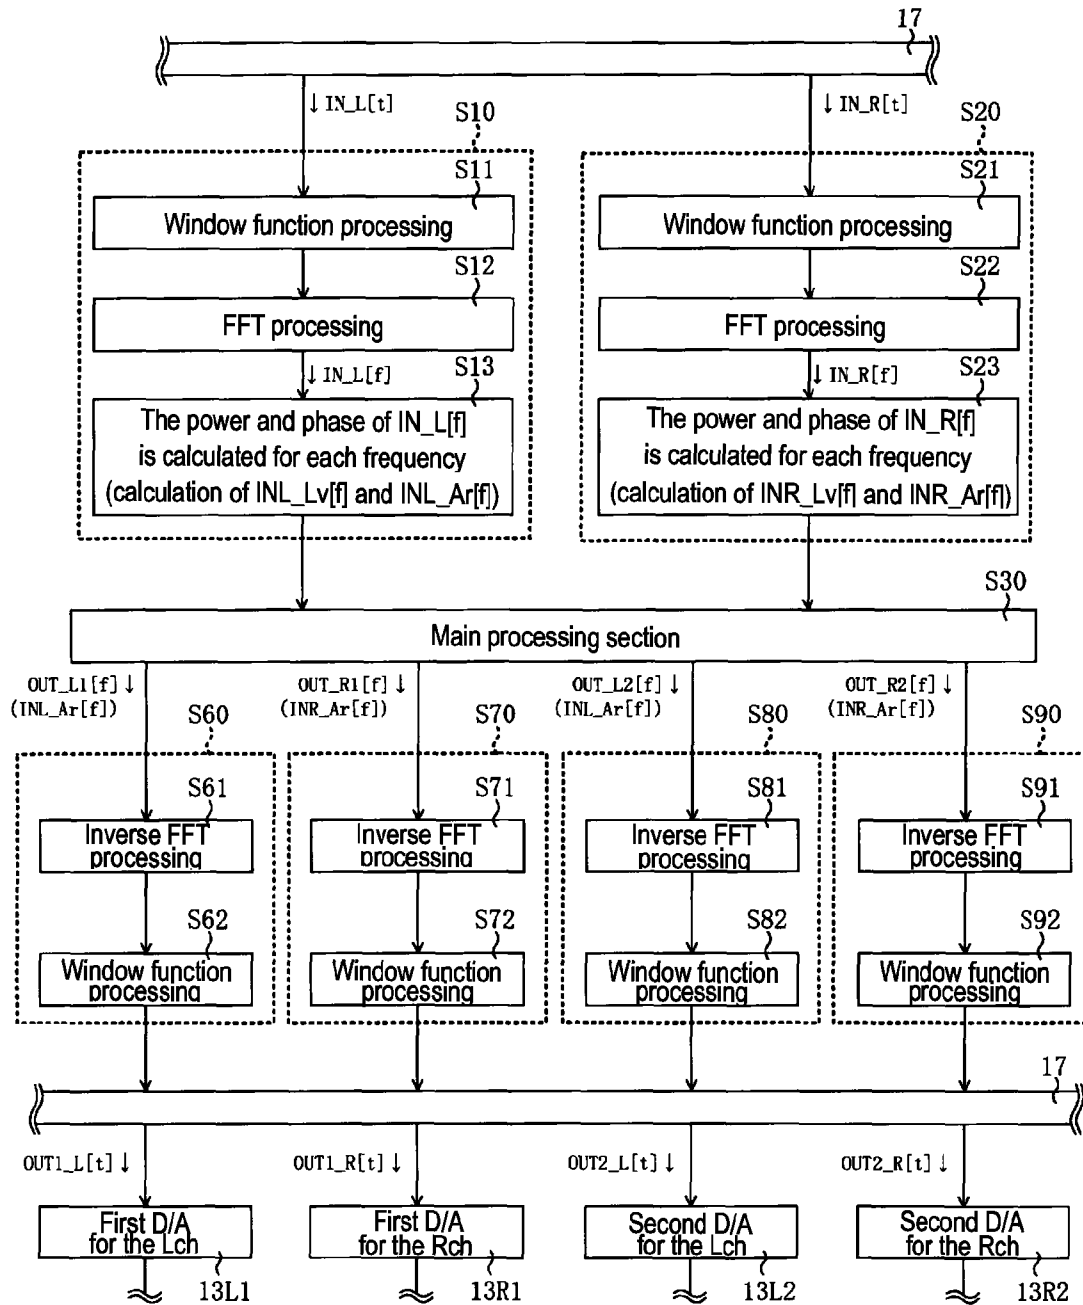 17
↓ IN_L[t]
↓ IN_R[t]
S10
S20
S11
S21
Window function processing
Window function processing
S12
S22
FFT processing
FFT processing
↓ IN_L[f]
S13
↓ IN_R[f]
S23
The power and phase of IN_L[f]
is calculated for each frequency
(calculation of INL_Lv[f] and INL_Ar[f])
The power and phase of IN_R[f]
is calculated for each frequency
(calculation of INR_Lv[f] and INR_Ar[f])
S30
Main processing section
OUT_L1[f] ↓
(INL_Ar[f])
OUT_R1[f] ↓
(INR_Ar[f])
OUT_L2[f] ↓
(INL_Ar[f])
OUT_R2[f] ↓
(INR_Ar[f])
S60
S70
S80
S90
S61
S71
S81
S91
Inverse FFT
processing
Inverse FFT
processing
Inverse FFT
processing
Inverse FFT
processing
S62
S72
S82
S92
Window function
processing
Window function
processing
Window function
processing
Window function
processing
17
OUT1_L[t] ↓
OUT1_R[t] ↓
OUT2_L[t] ↓
OUT2_R[t] ↓
First D/A
for the Lch
First D/A
for the Rch
Second D/A
for the Lch
Second D/A
for the Rch
13L1
13R1
13L2
13R2